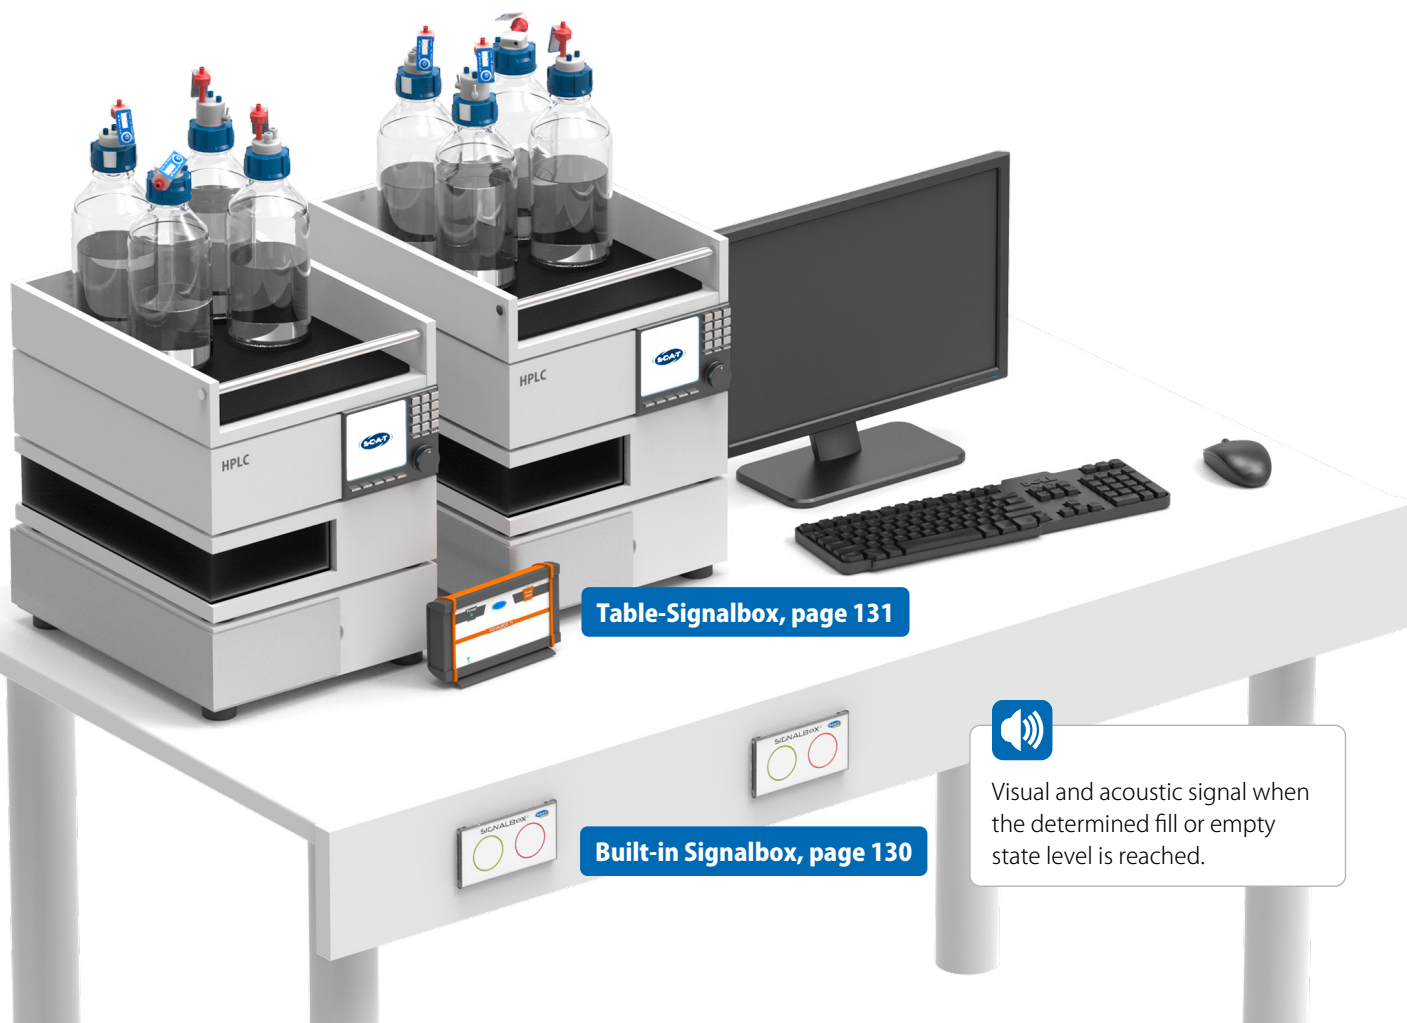 SCAT
HPLC
SCAT
HPLC
Table-Signalbox, page 131
SIGNALBOX
SIGNALBOX
Built-in Signalbox, page 130
Visual and acoustic signal when
the determined fill or empty
state level is reached.